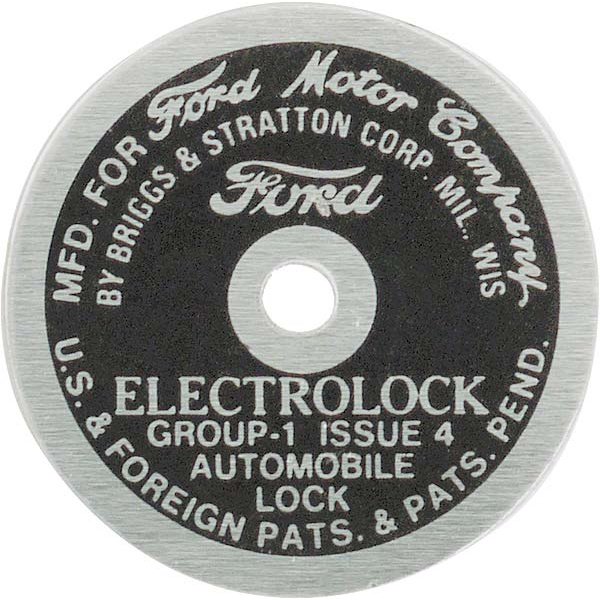 MFD. FOR Ford Motor Company
BY BRIGGS & STRATTON CORP. MIL., WIS
Ford
ELECTROLOCK
GROUP-1 ISSUE 4
AUTOMOBILE
LOCK
U.S. & FOREIGN PATS. & PATS. PEND.